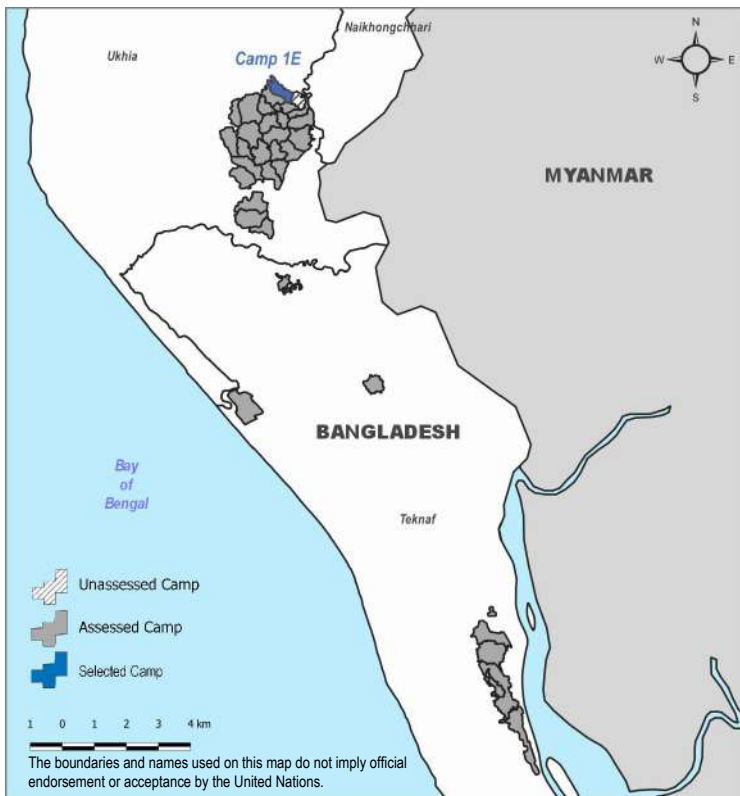 Naikhongchhari
Ukhia
Camp 1E
N
W
E
S
MYANMAR
BANGLADESH
Bay
of
Bengal
Teknaf
Unassessed Camp
Assessed Camp
Selected Camp
1 0 1 2 4 km
The boundaries and names used on this map do not imply official
endorsement or acceptance by the United Nations.